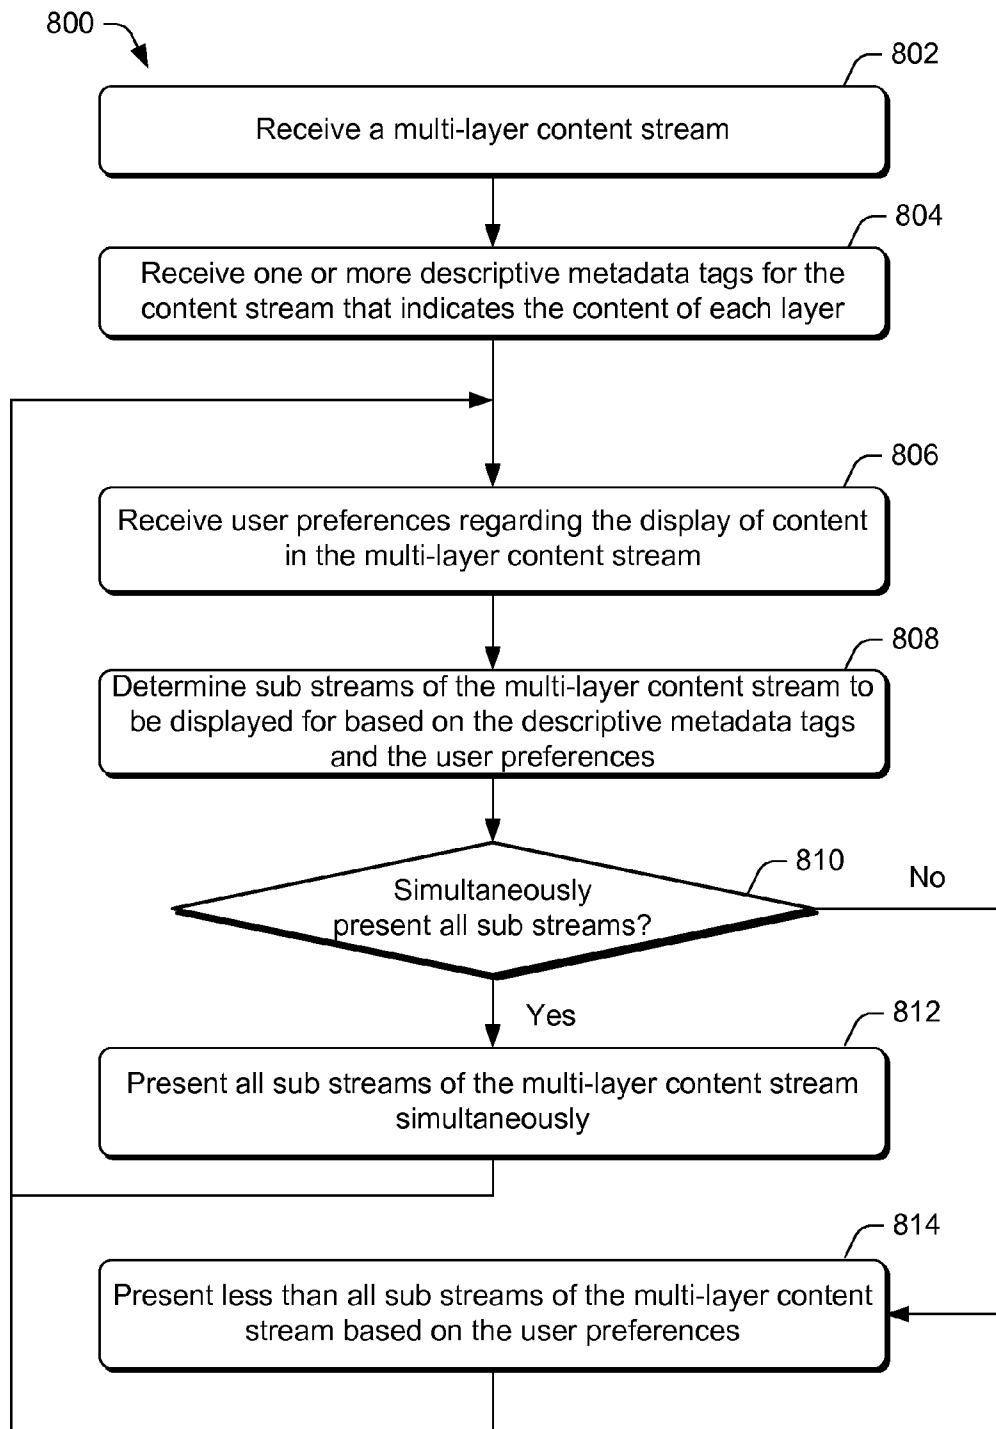 800
802
Receive a multi-layer content stream
804
Receive one or more descriptive metadata tags for the
content stream that indicates the content of each layer
806
Receive user preferences regarding the display of content
in the multi-layer content stream
808
Determine sub streams of the multi-layer content stream to
be displayed for based on the descriptive metadata tags
and the user preferences
810
Simultaneously
present all sub streams?
No
Yes
812
Present all sub streams of the multi-layer content stream
simultaneously
814
Present less than all sub streams of the multi-layer content
stream based on the user preferences